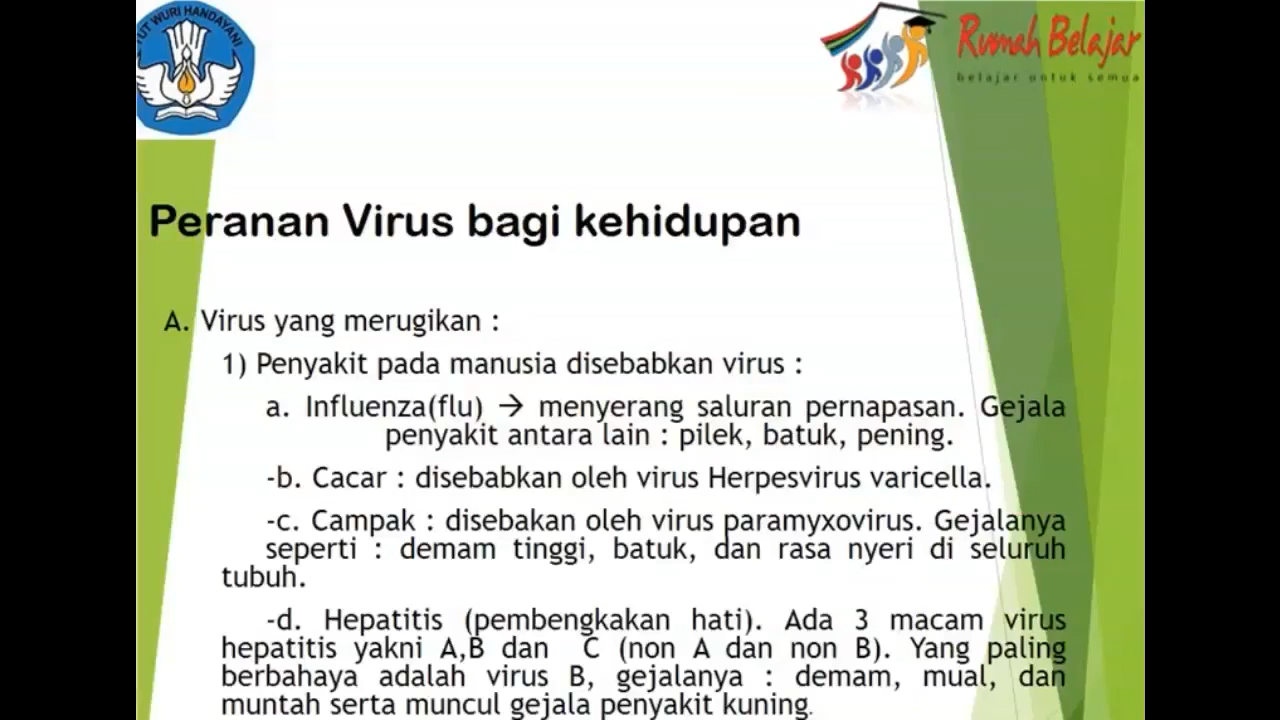 TUT WURI HANDAYANI
Rumah Belajar
belajar untuk semua
Peranan Virus bagi kehidupan
A. Virus yang merugikan :
1) Penyakit pada manusia disebabkan virus :
a. Influenza(flu) → menyerang saluran pernapasan. Gejala
penyakit antara lain : pilek, batuk, pening.
-b. Cacar : disebabkan oleh virus Herpesvirus varicella.
-c. Campak : disebakan oleh virus paramyxovirus. Gejalanya
seperti : demam tinggi, batuk, dan rasa nyeri di seluruh
tubuh.
-d. Hepatitis (pembengkakan hati). Ada 3 macam virus
hepatitis yakni A,B dan C (non A dan non B). Yang paling
berbahaya adalah virus B, gejalanya : demam, mual, dan
muntah serta muncul gejala penyakit kuning.